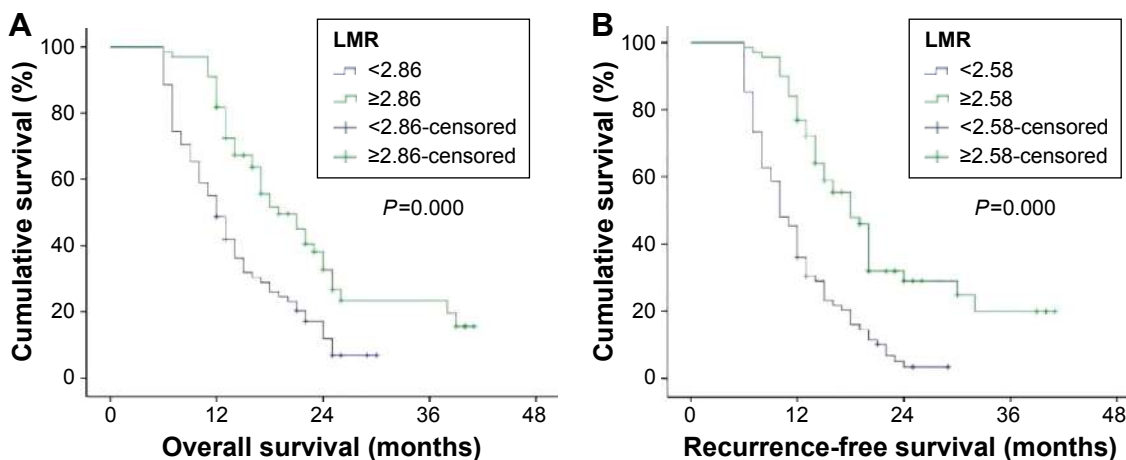 A
Cumulative survival (%)
100
80
60
40
20
0
0 12 24 36 48
Overall survival (months)
LMR
<2.86
≥2.86
<2.86-censored
≥2.86-censored
P=0.000
B
Cumulative survival (%)
100
80
60
40
20
0
0 12 24 36 48
Recurrence-free survival (months)
LMR
<2.58
≥2.58
<2.58-censored
≥2.58-censored
P=0.000